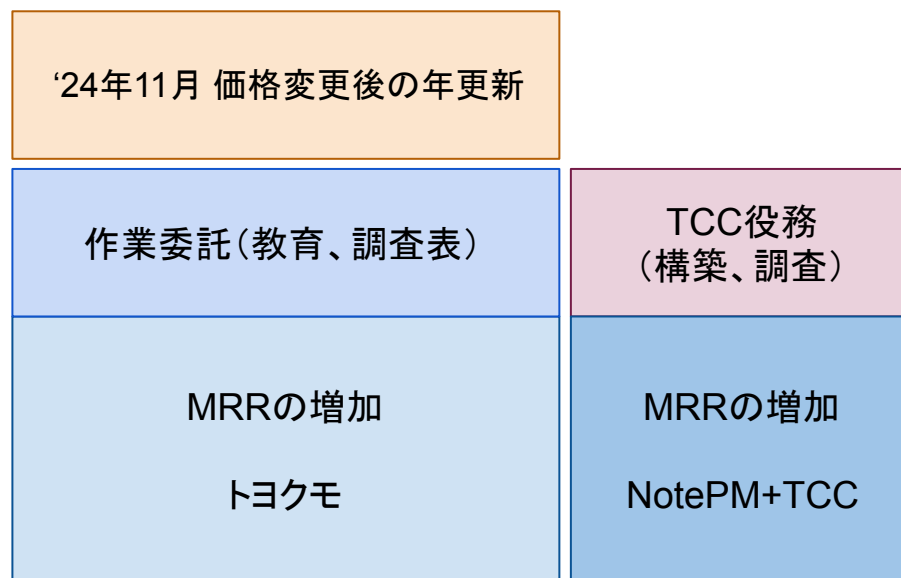 ‘24年11月 価格変更後の年更新
作業委託（教育、調査表）
TCC役務
（構築、調査）
MRRの増加
トヨクモ
MRRの増加
NotePM+TCC